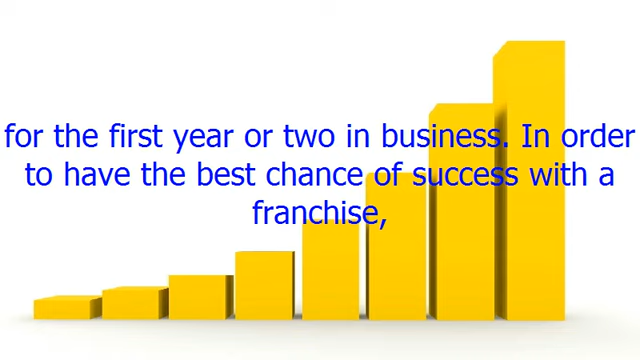 for the first year or two in business. In order
to have the best chance of success with a
franchise,